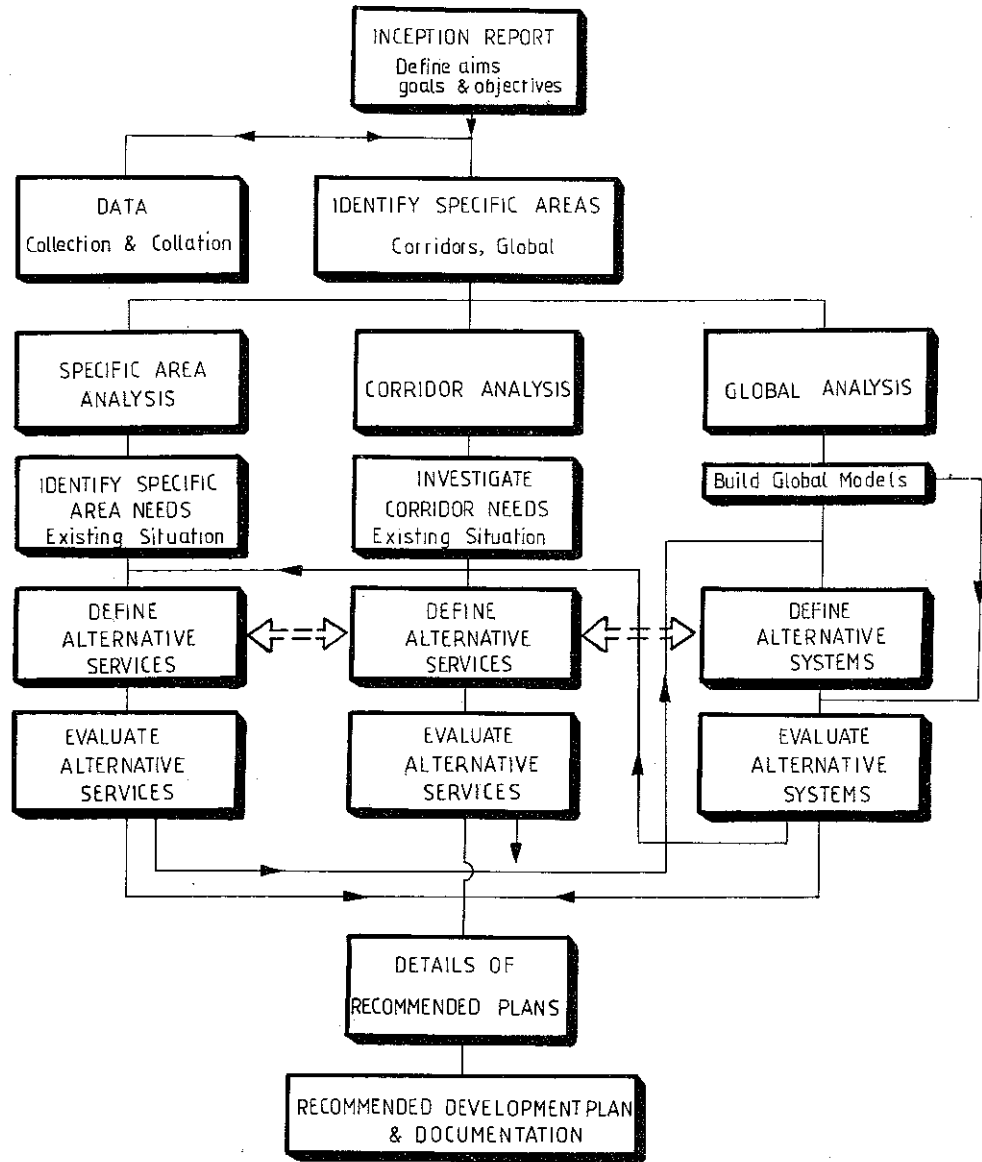 INCEPTION REPORT
Define aims
goals & objectives
DATA
Collection & Collation
IDENTIFY SPECIFIC AREAS
Corridors, Global
SPECIFIC AREA
ANALYSIS
CORRIDOR ANALYSIS
GLOBAL ANALYSIS
IDENTIFY SPECIFIC
AREA NEEDS
Existing Situation
INVESTIGATE
CORRIDOR NEEDS
Existing Situation
Build Global Models
DEFINE
ALTERNATIVE
SERVICES
DEFINE
ALTERNATIVE
SERVICES
DEFINE
ALTERNATIVE
SYSTEMS
EVALUATE
ALTERNATIVE
SERVICES
EVALUATE
ALTERNATIVE
SERVICES
EVALUATE
ALTERNATIVE
SYSTEMS
DETAILS OF
RECOMMENDED PLANS
RECOMMENDED DEVELOPMENT PLAN
& DOCUMENTATION